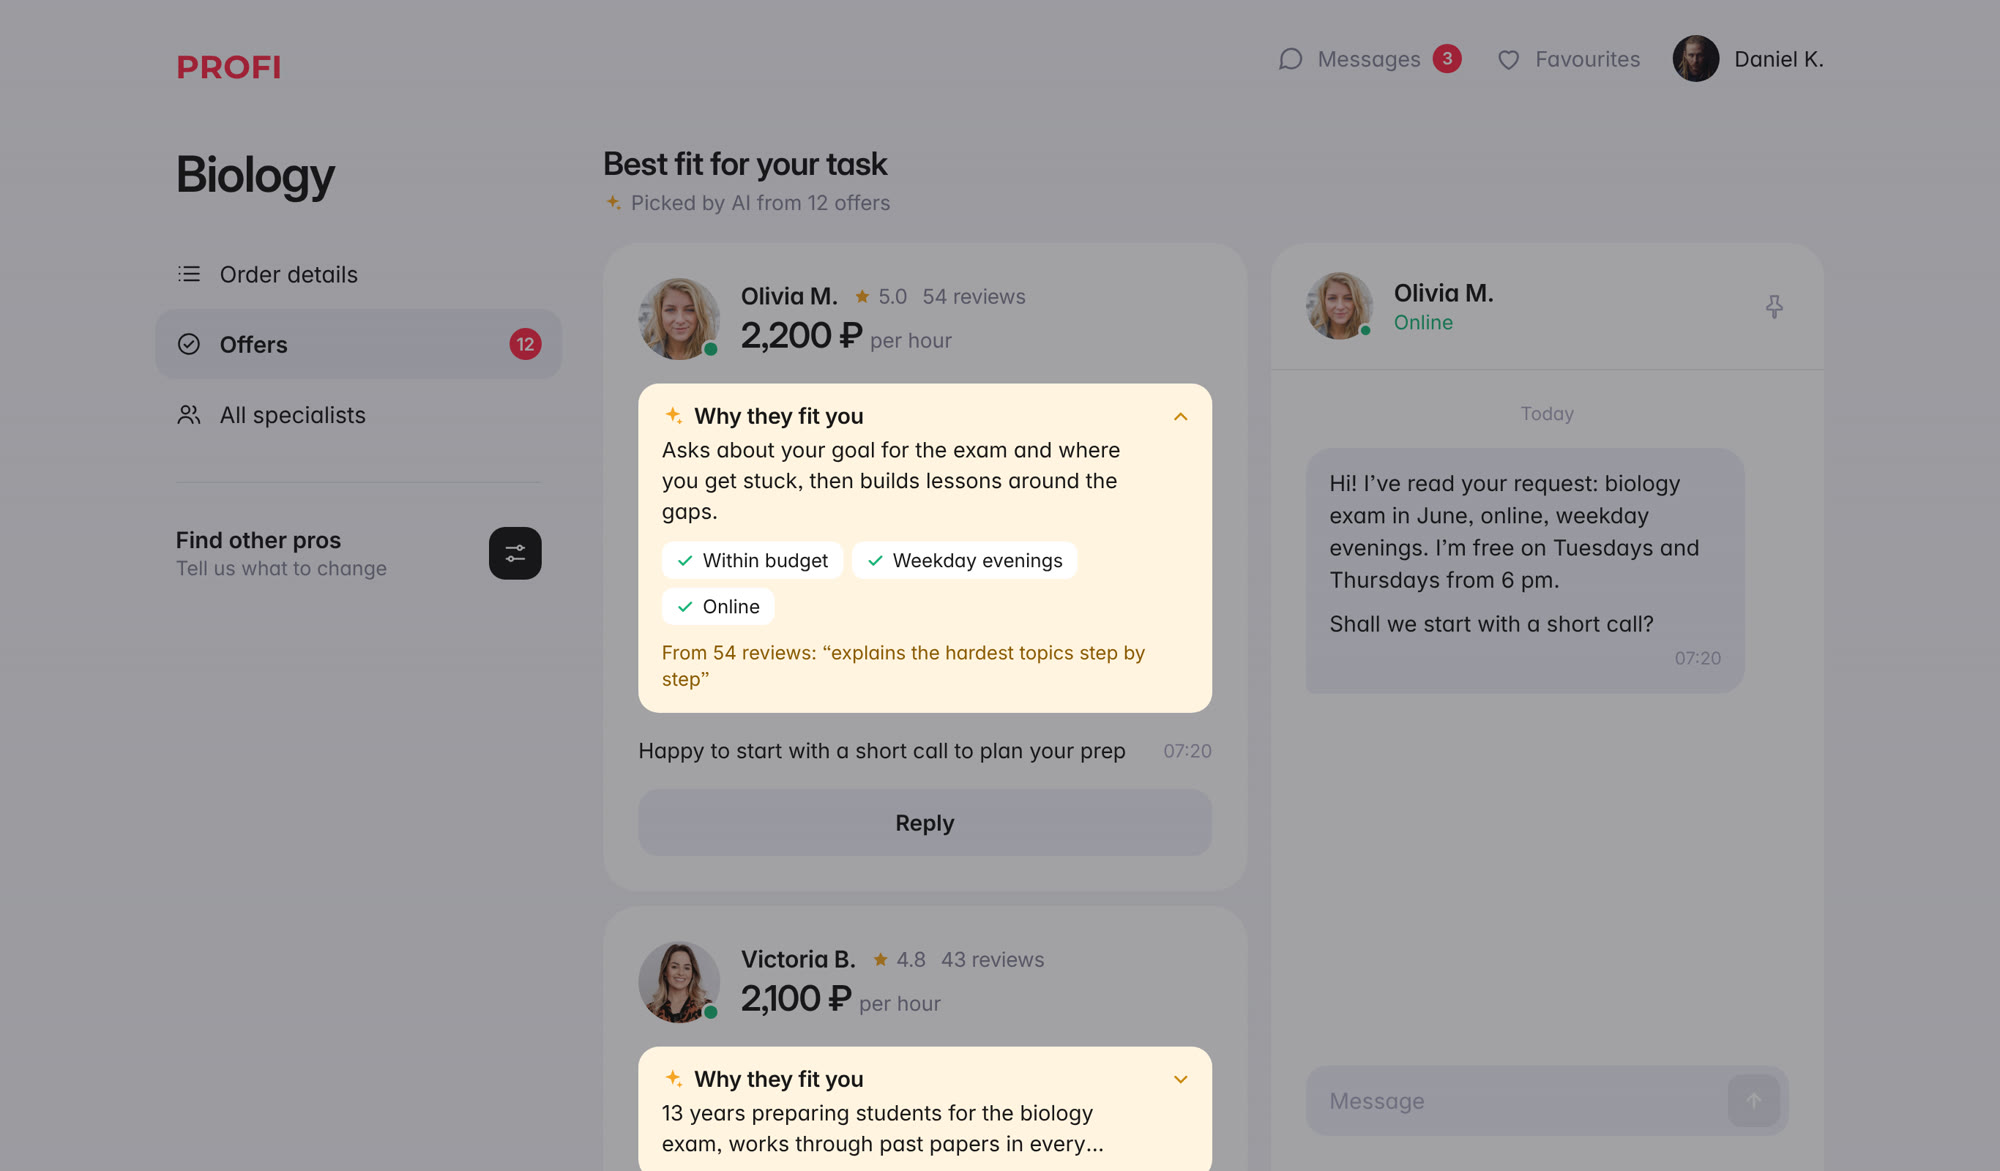 PROFI
Messages 3
Favourites
Daniel K.
Biology
Order details
Offers 12
All specialists
Find other pros
Tell us what to change
Best fit for your task
Picked by AI from 12 offers
Olivia M. 5.0 54 reviews
2,200 ₽ per hour
Why they fit you
Asks about your goal for the exam and where
you get stuck, then builds lessons around the
gaps.
Within budget
Weekday evenings
Online
From 54 reviews: “explains the hardest topics step by
step”
Happy to start with a short call to plan your prep 07:20
Reply
Victoria B. 4.8 43 reviews
2,100 ₽ per hour
Why they fit you
13 years preparing students for the biology
exam, works through past papers in every...
Olivia M.
Online
Today
Hi! I’ve read your request: biology
exam in June, online, weekday
evenings. I’m free on Tuesdays and
Thursdays from 6 pm.
Shall we start with a short call?
07:20
Message